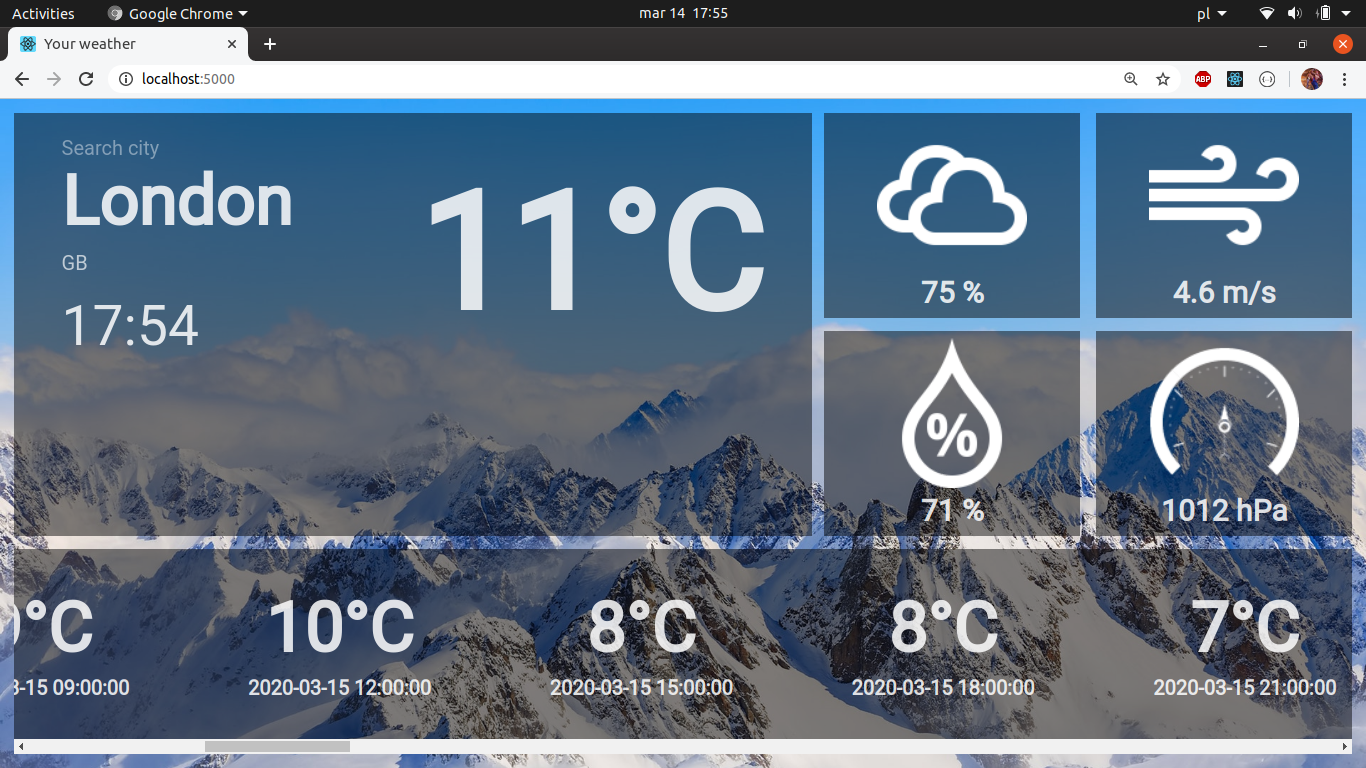 Activities
Google Chrome
mar 14 17:55
pl
Your weather
localhost:5000
ABP
Search city
London
GB
17:54
11°C
75 %
4.6 m/s
%
71 %
1012 hPa
°C
10°C
8°C
8°C
7°C
3-15 09:00:00
2020-03-15 12:00:00
2020-03-15 15:00:00
2020-03-15 18:00:00
2020-03-15 21:00:00